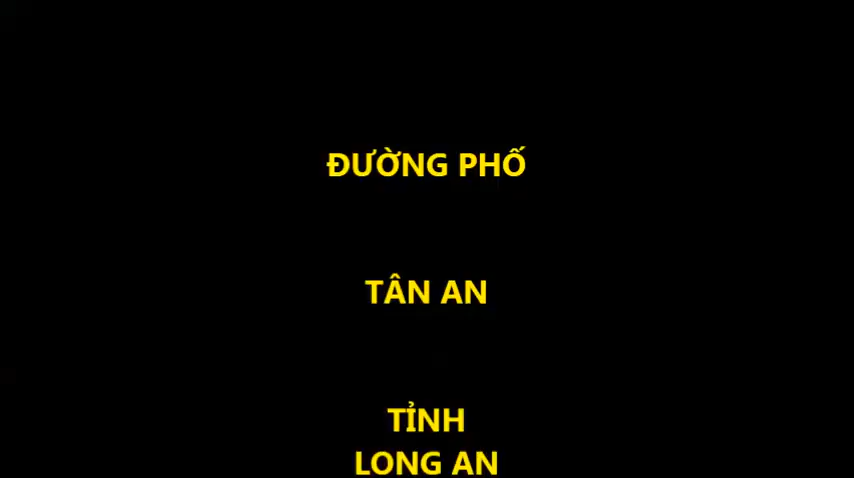 ĐƯỜNG PHỐ
TÂN AN
TỈNH
LONG AN